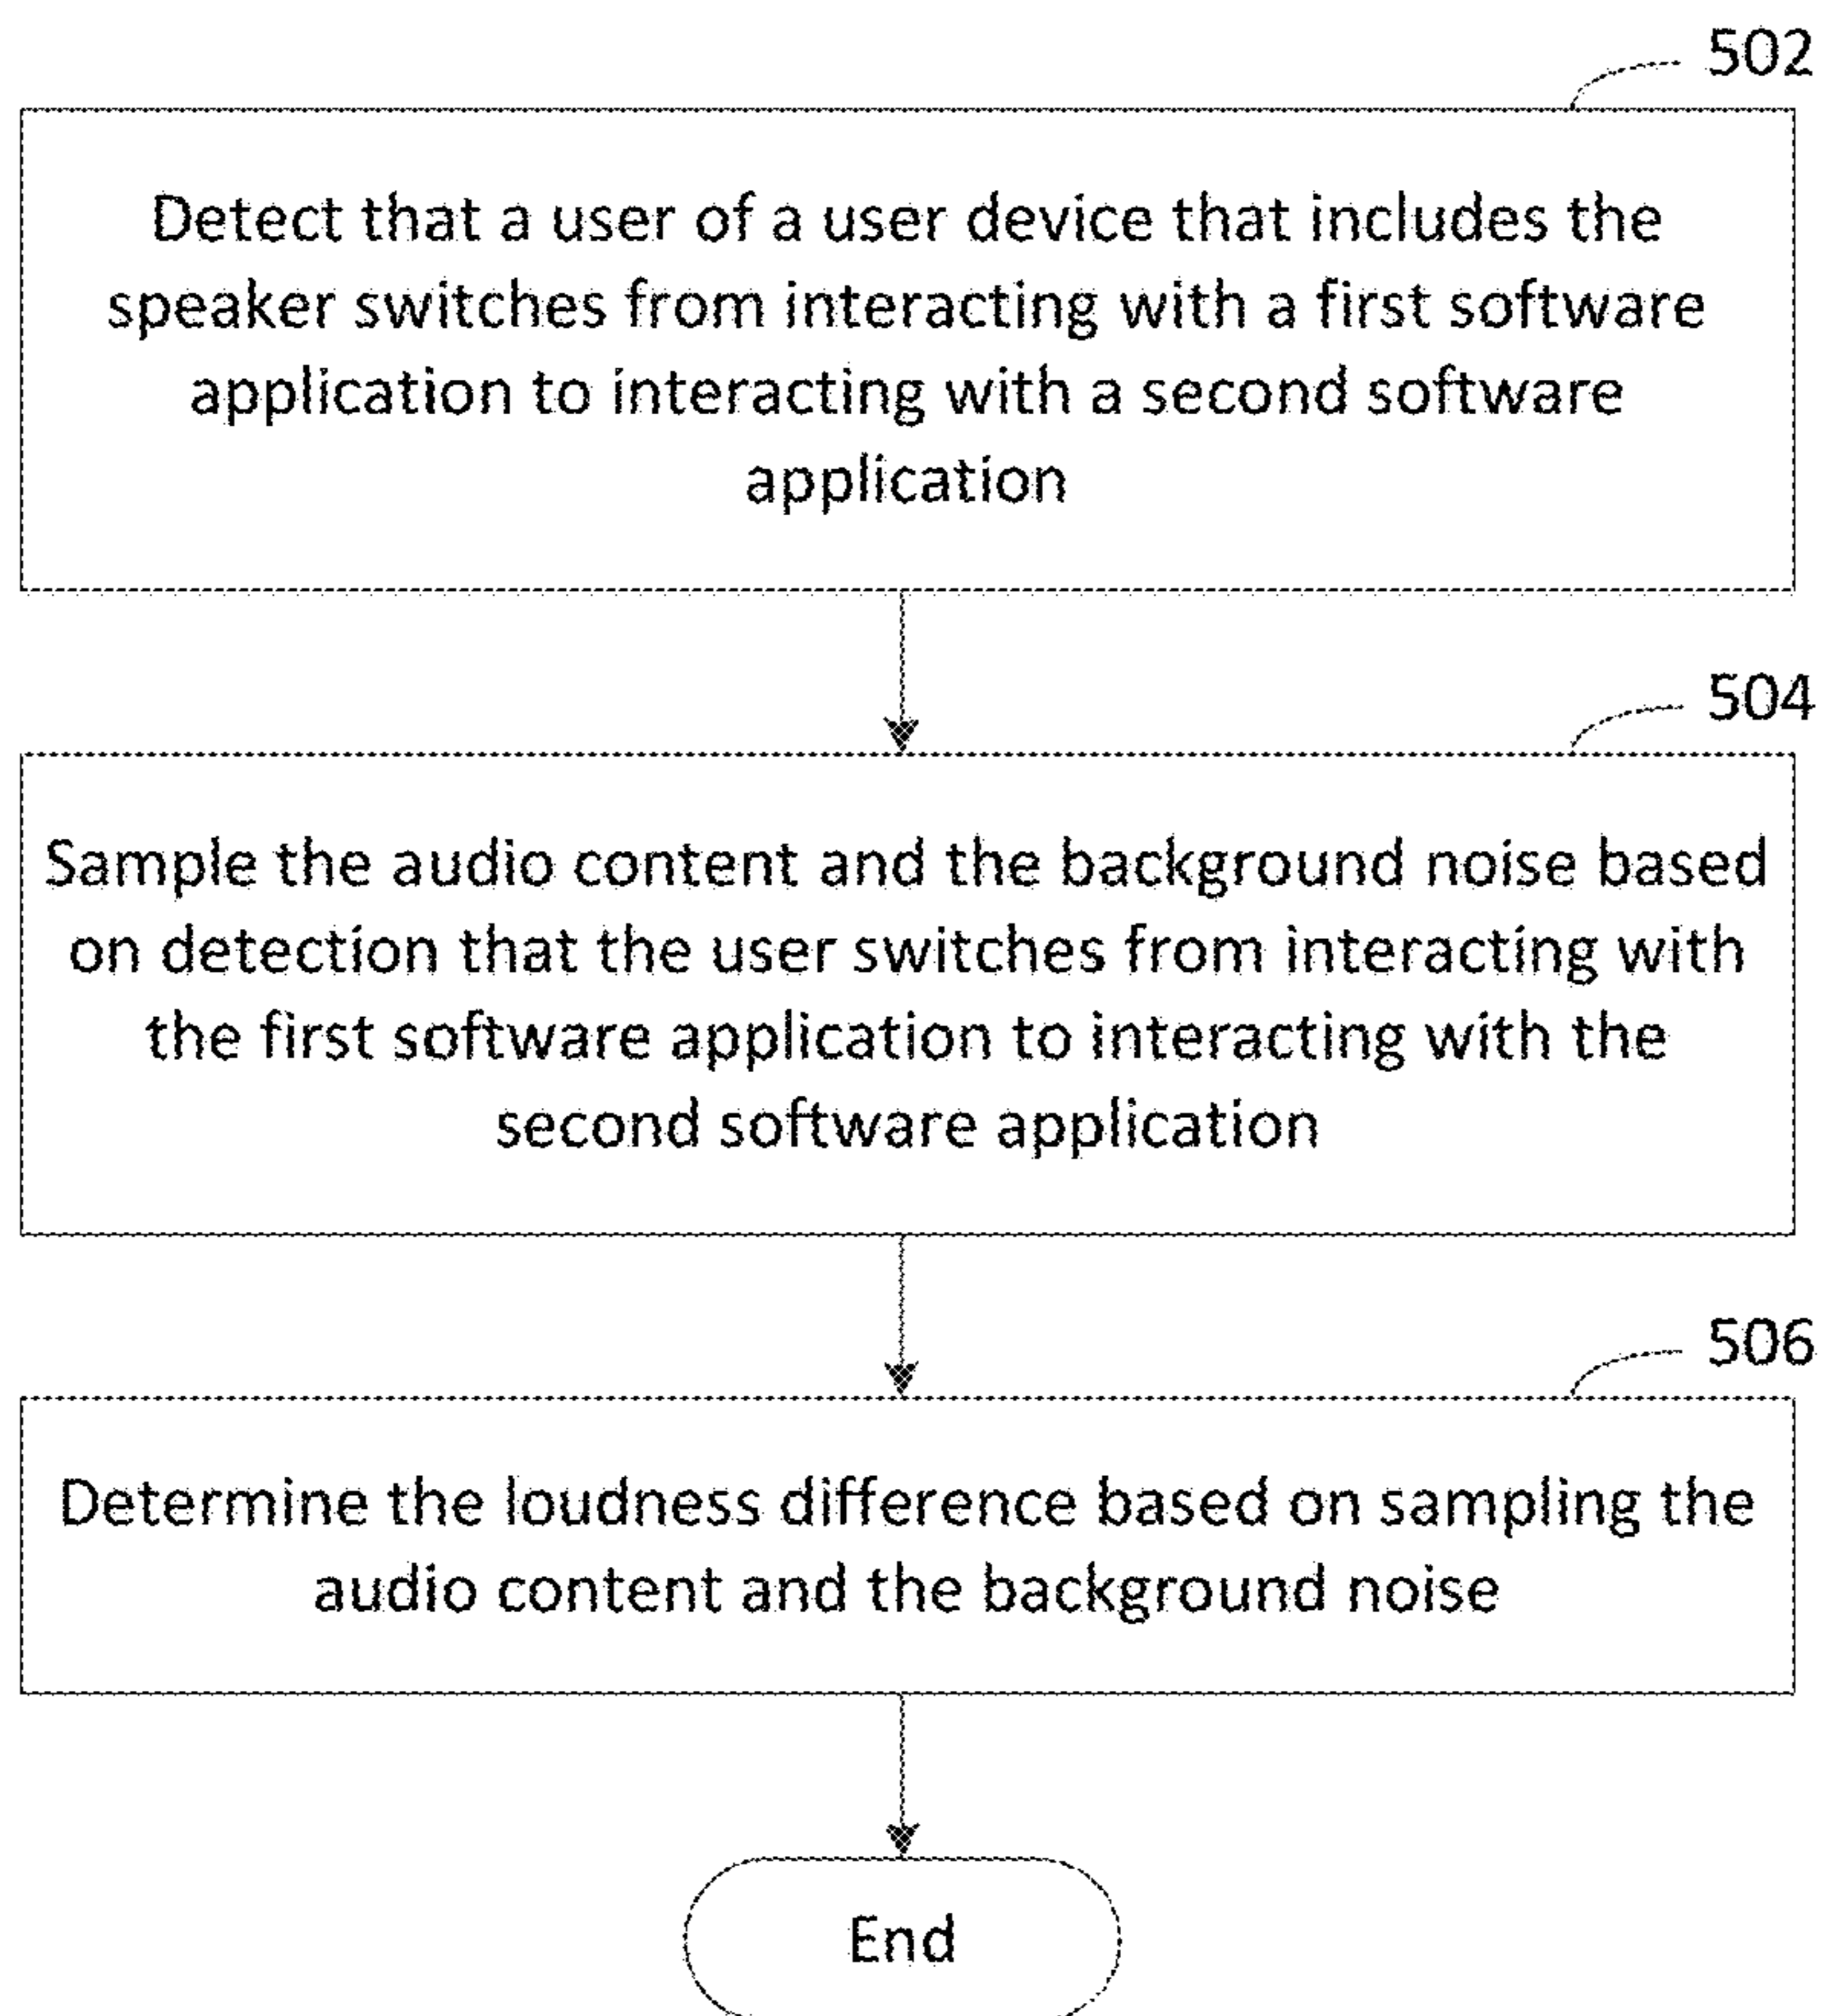 502
Detect that a user of a user device that includes the
speaker switches from interacting with a first software
application to interacting with a second software
application
504
Sample the audio content and the background noise based
on detection that the user switches from interacting with
the first software application to interacting with the
second software application
506
Determine the loudness difference based on sampling the
audio content and the background noise
End